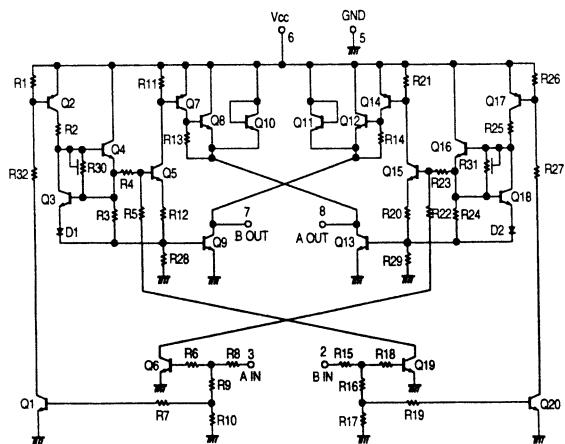 Vcc GND
6 5
R1 R11 R21 R26
Q2 Q7 Q14 Q17
R2 Q8 Q10 Q11 Q12 R25
R13 R14
Q4 Q16
R30 R4 Q5 Q15 R23 R31
R32 R27
Q3 R3 R5 R12 R20 R22 R24 Q18
7 8
D1 B OUT A OUT D2
Q9 Q13
R28 R29
Q6 R6 R8 3 2 R15 R18 Q19
A IN B IN
R9 R16
Q1 R7 R10 R17 R19 Q20